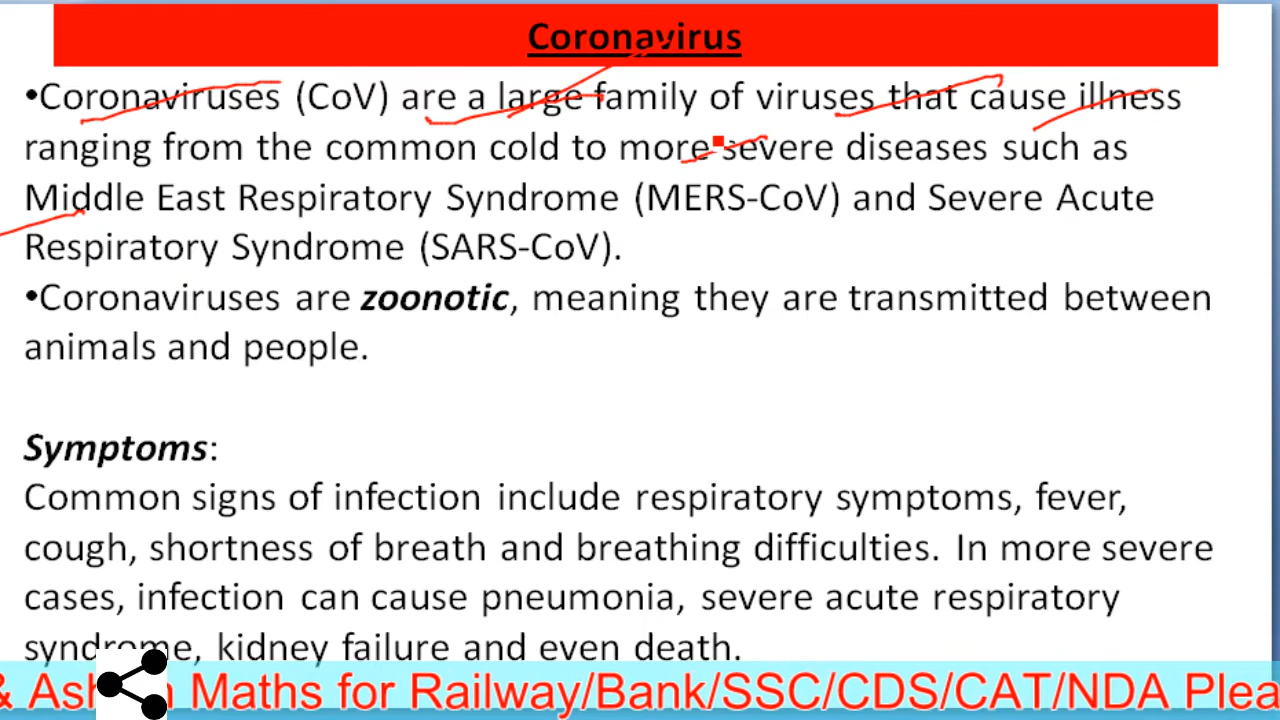 Coronavirus
•Coronaviruses (CoV) are a large family of viruses that cause illness
ranging from the common cold to more severe diseases such as
Middle East Respiratory Syndrome (MERS-CoV) and Severe Acute
Respiratory Syndrome (SARS-CoV).
•Coronaviruses are zoonotic, meaning they are transmitted between
animals and people.
Symptoms:
Common signs of infection include respiratory symptoms, fever,
cough, shortness of breath and breathing difficulties. In more severe
cases, infection can cause pneumonia, severe acute respiratory
syndrome, kidney failure and even death.
& Maths for Railway/Bank/SSC/CDS/CAT/NDA